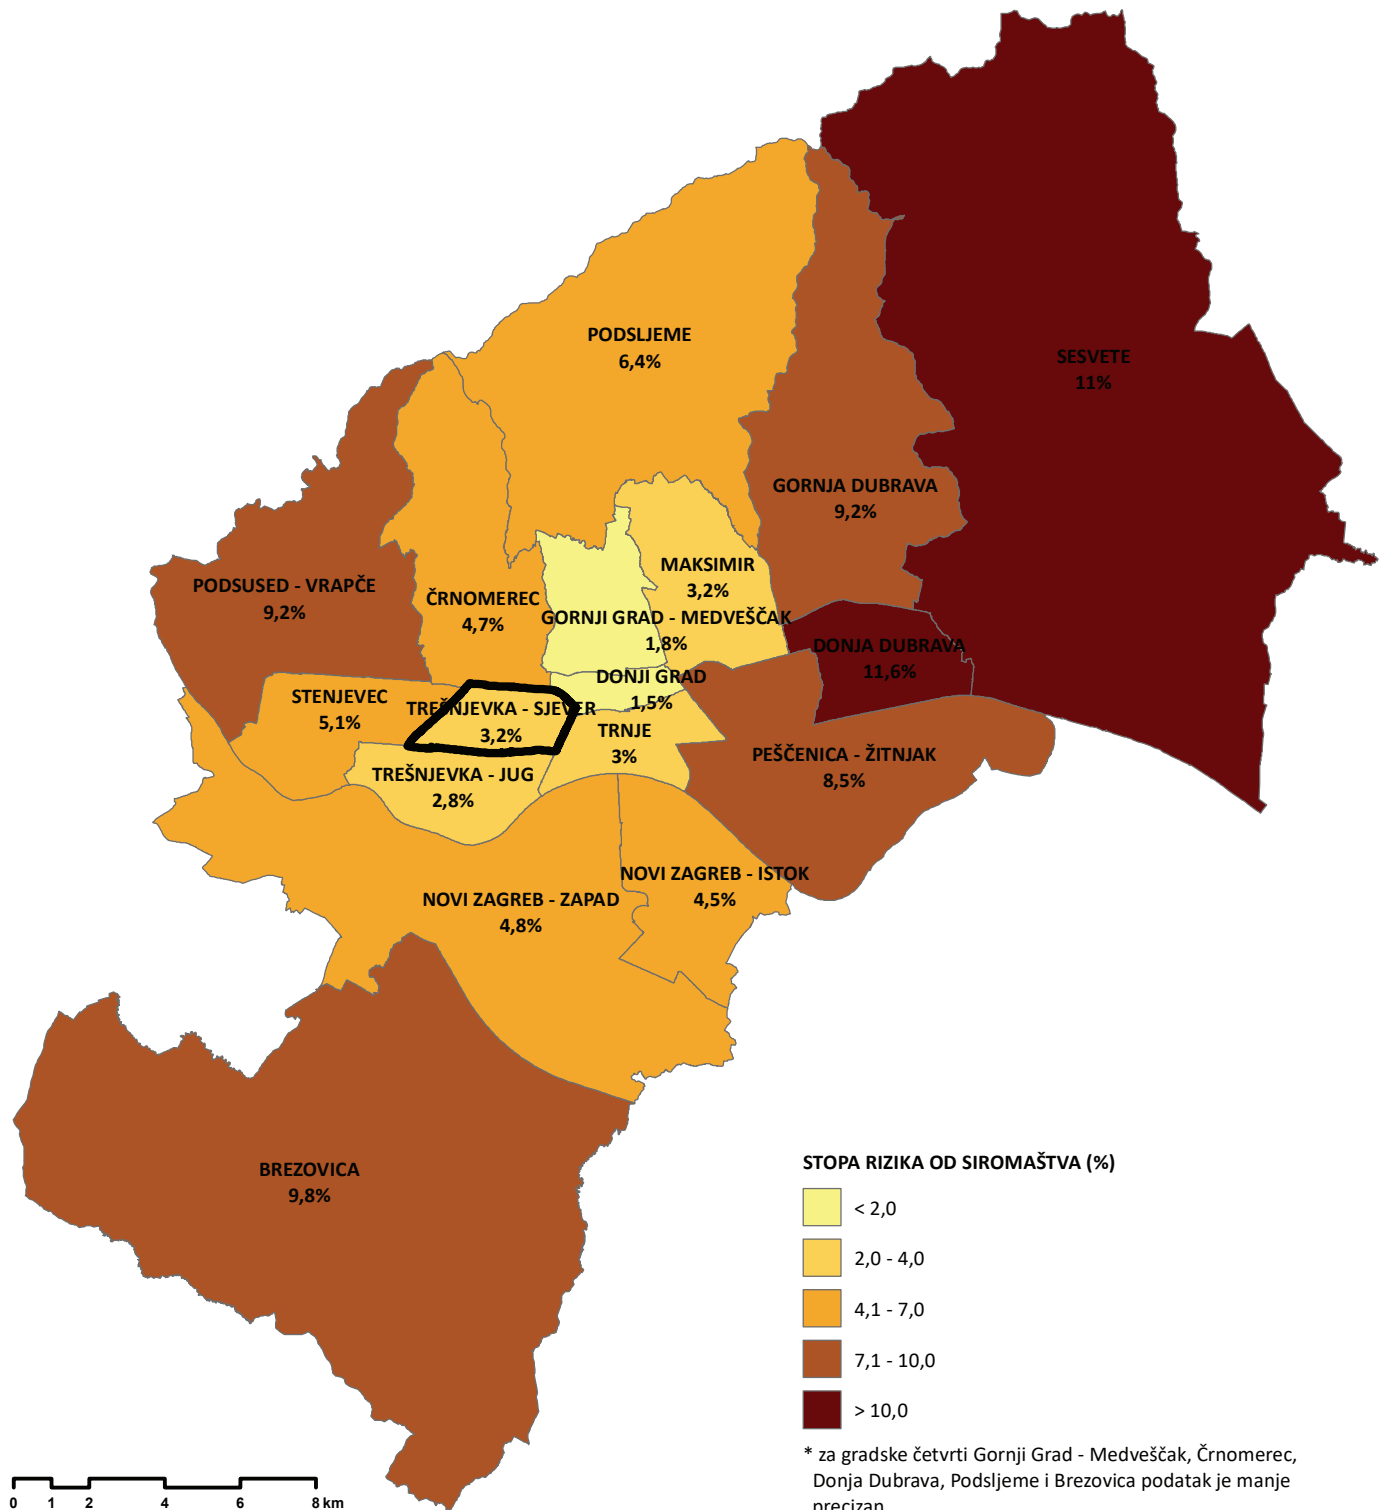 PODSLJEME
6,4%
SESVETE
11%
GORNJA DUBRAVA
9,2%
MAKSIMIR
3,2%
PODSUSED - VRAPČE
9,2%
ČRNOMEREC
4,7%
GORNJI GRAD - MEDVEŠČAK
1,8%
DONJA DUBRAVA
11,6%
DONJI GRAD
1,5%
STENJEVEC
5,1%
TREŠNJEVKA - SJEVER
3,2%
TRNJE
3%
PEŠČENICA - ŽITNJAK
8,5%
TREŠNJEVKA - JUG
2,8%
NOVI ZAGREB - ISTOK
4,5%
NOVI ZAGREB - ZAPAD
4,8%
BREZOVICA
9,8%
STOPA RIZIKA OD SIROMAŠTVA (%)
< 2,0
2,0 - 4,0
4,1 - 7,0
7,1 - 10,0
> 10,0
* za gradske četvrti Gornji Grad - Medveščak, Črnomerec,
Donja Dubrava, Podsljeme i Brezovica podatak je manje
precizan
0 1 2 4 6 8 km